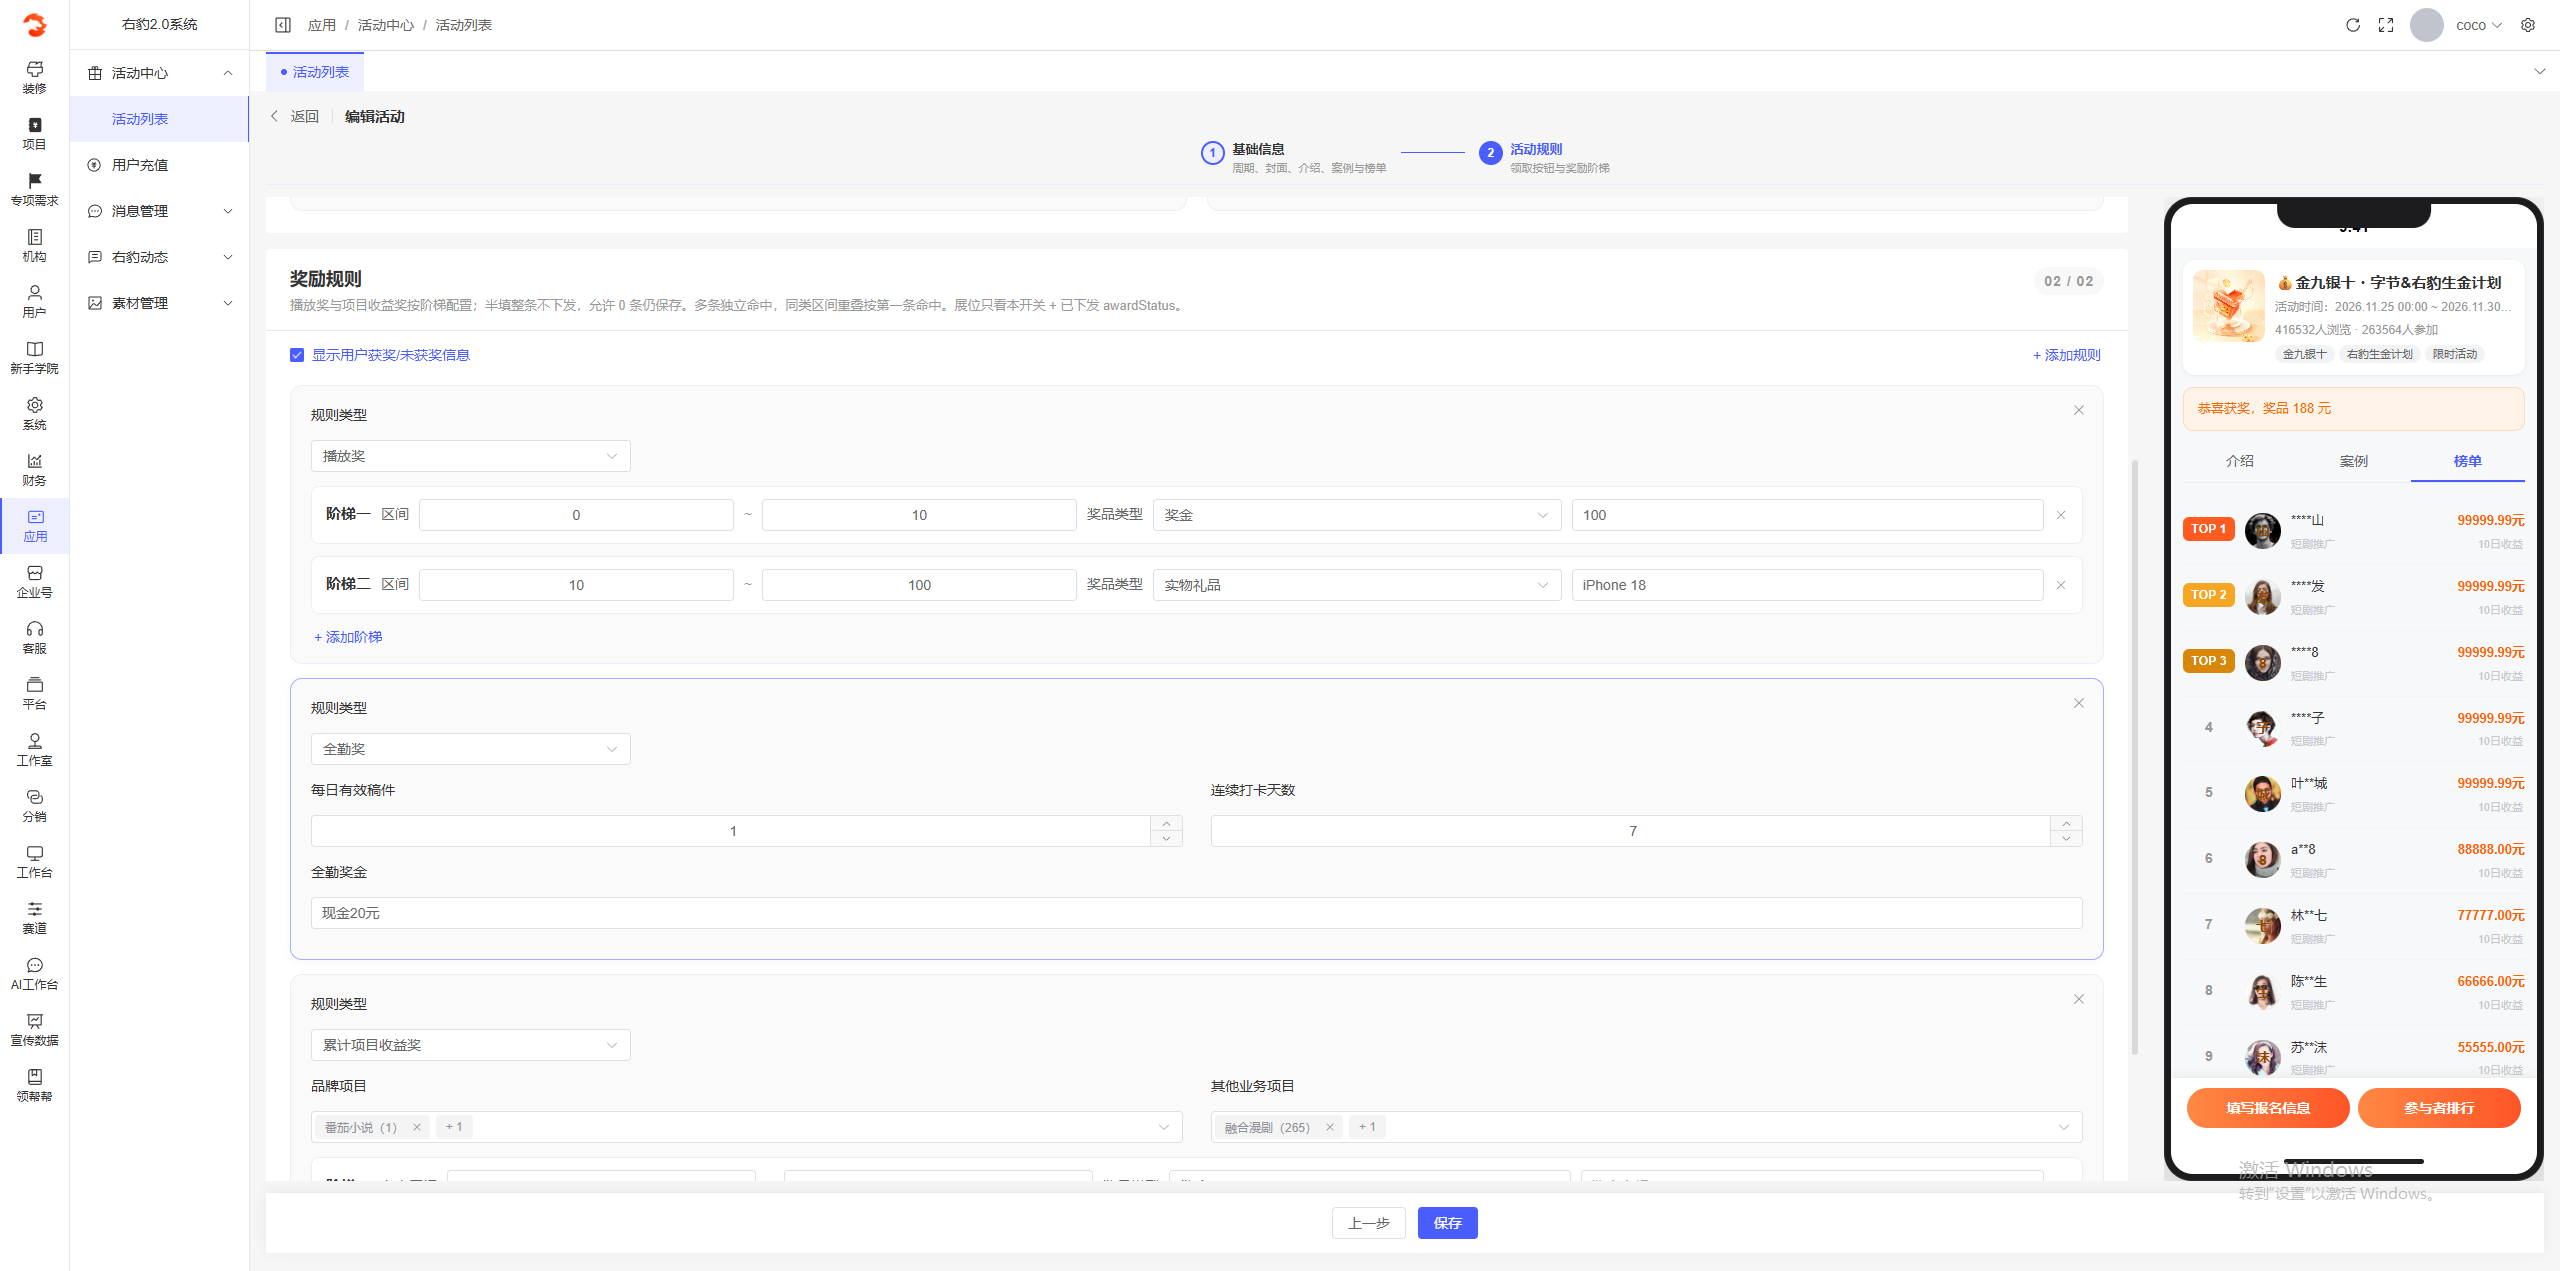 右豹2.0系统
应用 / 活动中心 / 活动列表
coco
装修
项目
专项需求
机构
用户
新手学院
系统
财务
应用
企业号
客服
平台
工作室
分销
工作台
赛道
AI工作台
宣传数据
领帮帮
活动中心
活动列表
用户充值
消息管理
右豹动态
素材管理
活动列表
返回
编辑活动
1 基础信息
周期、封面、介绍、案例与榜单
2 活动规则
领取按钮与奖励阶梯
奖励规则
02 / 02
播放奖与项目收益奖按阶梯配置；半填整条不下发，允许 0 条仍保存。多条独立命中，同类区间重叠按第一条命中。展位只看本开关 + 已下发 awardStatus。
显示用户获奖/未获奖信息
+ 添加规则
规则类型
播放奖
阶梯一 区间 0 ~ 10 奖品类型 奖金 100
阶梯二 区间 10 ~ 100 奖品类型 实物礼品 iPhone 18
+ 添加阶梯
规则类型
全勤奖
每日有效稿件
连续打卡天数
1
7
全勤奖金
现金20元
规则类型
累计项目收益奖
品牌项目
其他业务项目
番茄小说（1） + 1
融合漫剧（265） + 1
上一步
保存
💰金九银十 · 字节&右豹生金计划
活动时间：2026.11.25 00:00 ~ 2026.11.30...
416532人浏览 · 263564人参加
金九银十 右豹生金计划 限时活动
恭喜获奖，奖品 188 元
介绍 案例 榜单
TOP 1 ****山 99999.99元
短剧推广 10日收益
TOP 2 ****发 99999.99元
短剧推广 10日收益
TOP 3 ****8 99999.99元
短剧推广 10日收益
4 ****子 99999.99元
短剧推广 10日收益
5 叶**城 99999.99元
短剧推广 10日收益
6 a**8 88888.00元
短剧推广 10日收益
7 林**七 77777.00元
短剧推广 10日收益
8 陈**生 66666.00元
短剧推广 10日收益
9 苏**沫 55555.00元
短剧推广 10日收益
填写报名信息
参与者排行
激活 Windows
转到"设置"以激活 Windows。